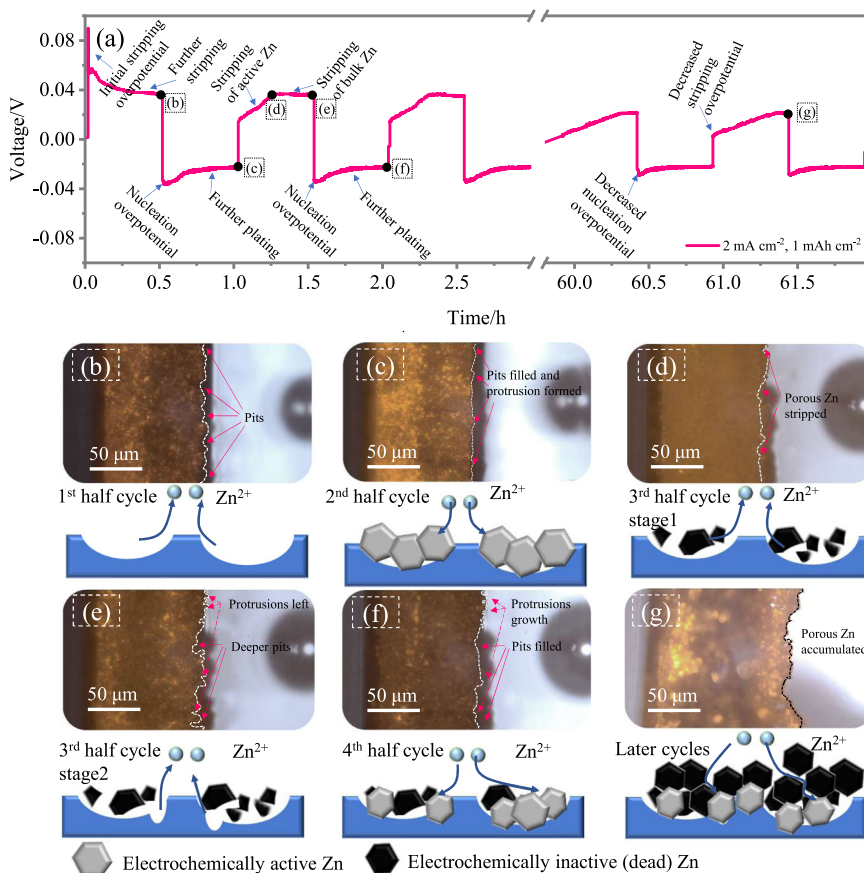 (a)
Voltage/V
0.08
0.04
0.00
-0.04
-0.08
Initial stripping
overpotential
Further
stripping
(b)
Nucleation
overpotential
Further plating
(c)
Stripping
of active Zn
(d)
Stripping
of bulk Zn
(e)
Nucleation
overpotential
Further plating
(f)
Decreased
nucleation
overpotential
Decreased
stripping
overpotential
(g)
2 mA cm⁻², 1 mAh cm⁻²
0.0 0.5 1.0 1.5 2.0 2.5 60.0 60.5 61.0 61.5
Time/h
(b)
Pits
50 μm
1st half cycle Zn²⁺
(c)
Pits filled and
protrusion formed
50 μm
2nd half cycle Zn²⁺
(d)
Porous Zn
stripped
50 μm
3rd half cycle Zn²⁺
stage1
(e)
Protrusions left
Deeper pits
50 μm
3rd half cycle Zn²⁺
stage2
(f)
Protrusions
growth
Pits filled
50 μm
4th half cycle Zn²⁺
(g)
Porous Zn
accumulated
50 μm
Later cycles Zn²⁺
Electrochemically active Zn
Electrochemically inactive (dead) Zn